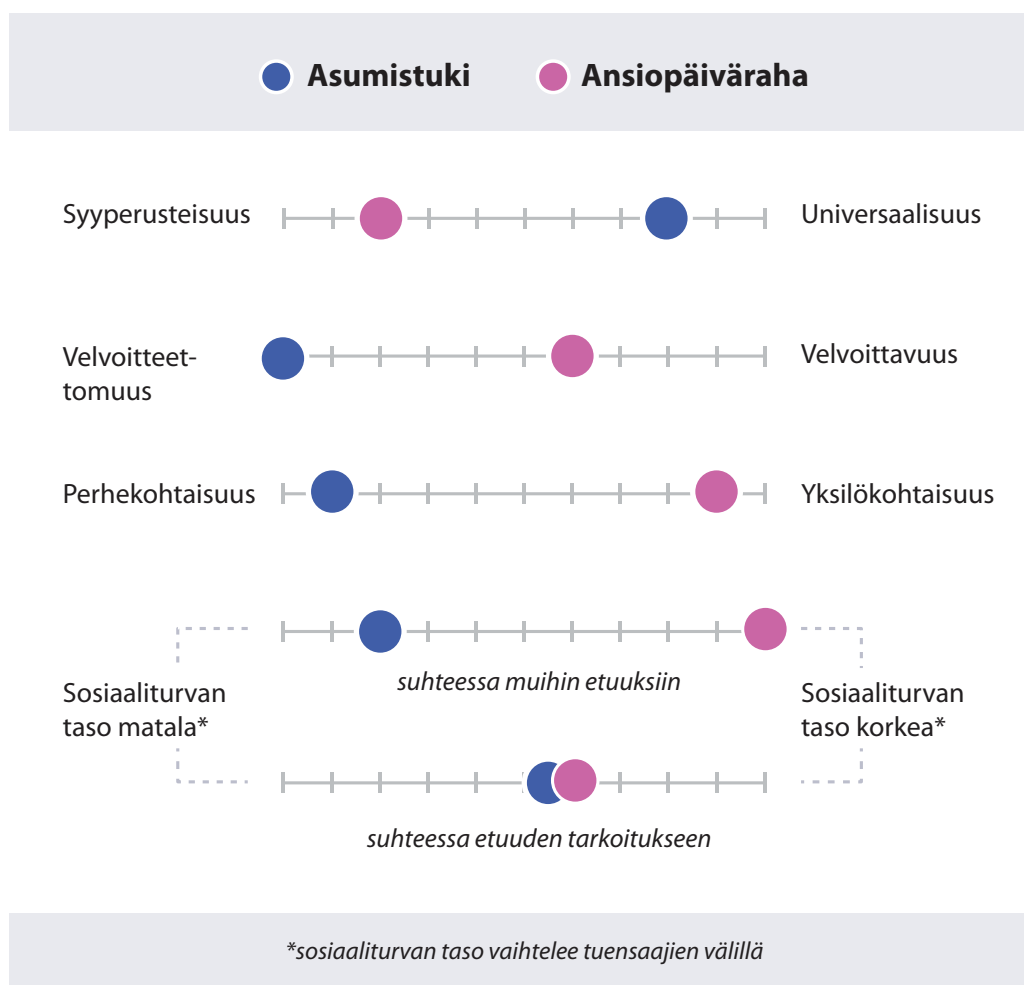 Asumistuki Ansiopäiväraha
Syyperusteisuus Universaalisuus
Velvoitteet-
tomuus
Velvoittavuus
Perhekohtaisuus Yksilökohtaisuus
suhteessa muihin etuuksiin
Sosiaaliturvan
taso matala*
Sosiaaliturvan
taso korkea*
suhteessa etuuden tarkoitukseen
*sosiaaliturvan taso vaihtelee tuensaajien välillä